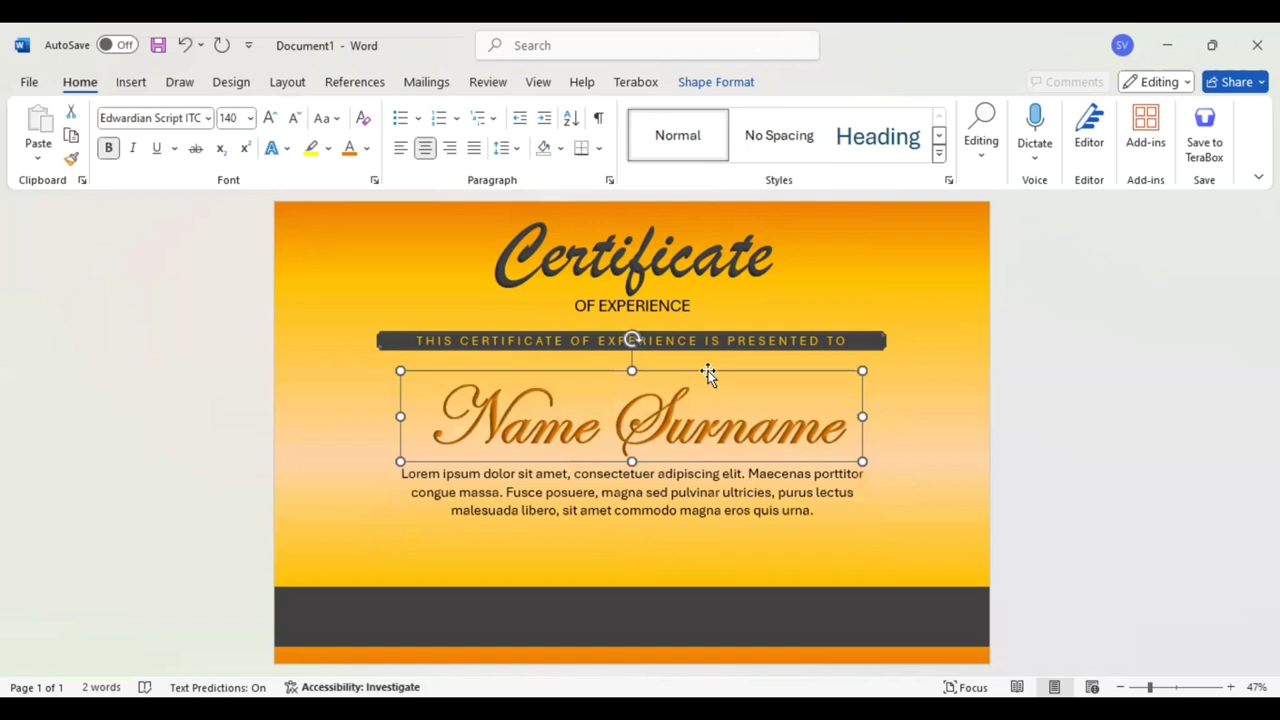 AutoSave Off Document1 - Word Search SV
File Home Insert Draw Design Layout References Mailings Review View Help Terabox Shape Format Comments Editing Share
Edwardian Script ITC 140 Aa Normal No Spacing Heading
Paste B I U ab x₂ x² A A Editing Dictate Editor Add-ins Save to
TeraBox
Clipboard Font Paragraph Styles Voice Editor Add-ins Save
Certificate
OF EXPERIENCE
THIS CERTIFICATE OF EXPERIENCE IS PRESENTED TO
Name Surname
Lorem ipsum dolor sit amet, consectetuer adipiscing elit. Maecenas porttitor
congue massa. Fusce posuere, magna sed pulvinar ultricies, purus lectus
malesuada libero, sit amet commodo magna eros quis urna.
Page 1 of 1 2 words Text Predictions: On Accessibility: Investigate Focus 47%